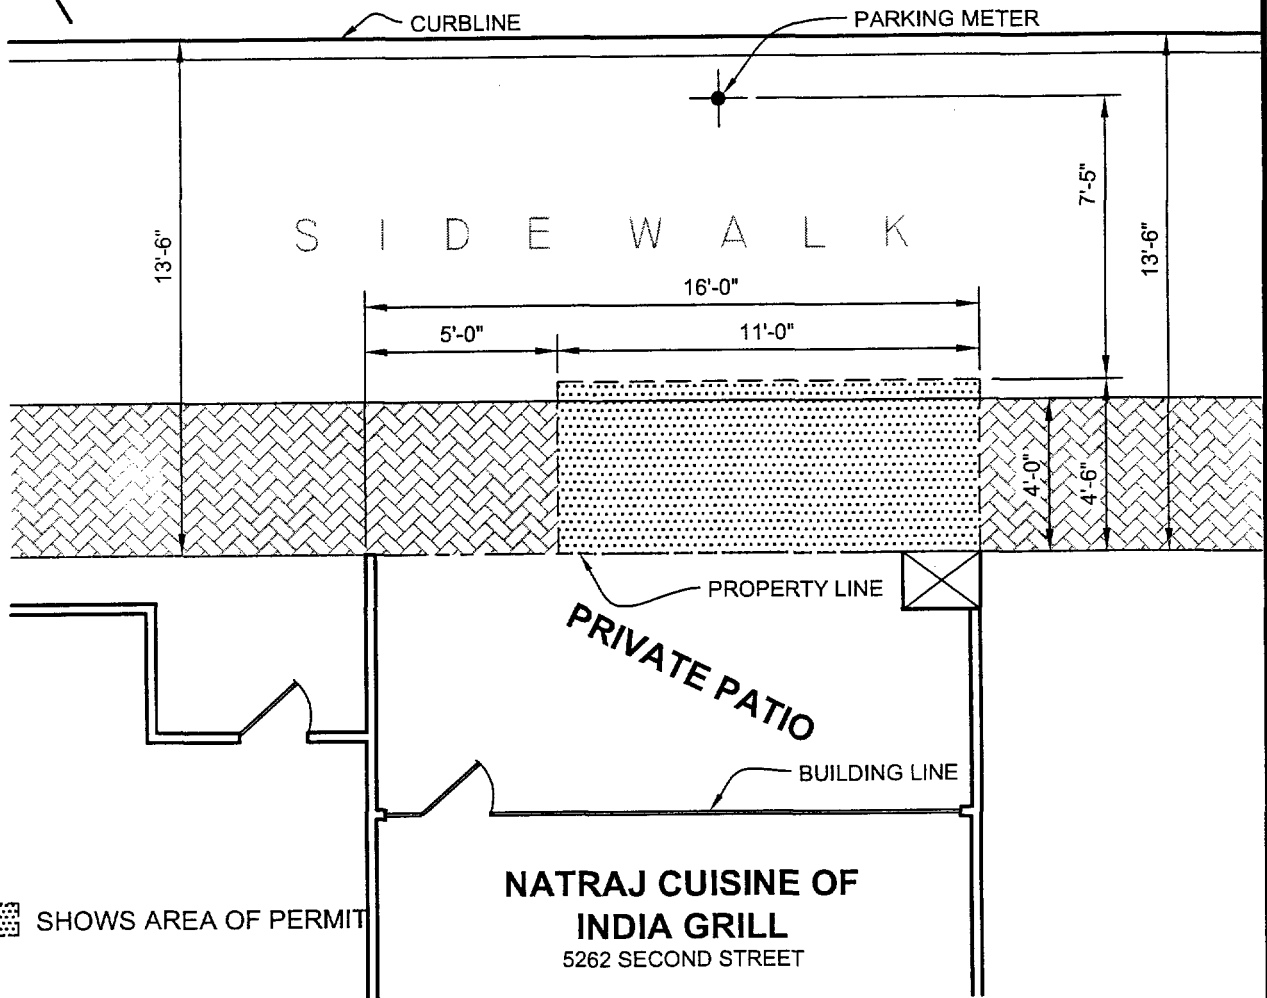 CURBLINE
PARKING METER
7'-5"
SIDEWALK
13'-6"
13'-6"
16'-0"
5'-0"
11'-0"
4'-0"
4'-6"
PROPERTY LINE
PRIVATE PATIO
BUILDING LINE
NATRAJ CUISINE OF
INDIA GRILL
5262 SECOND STREET
SHOWS AREA OF PERMIT